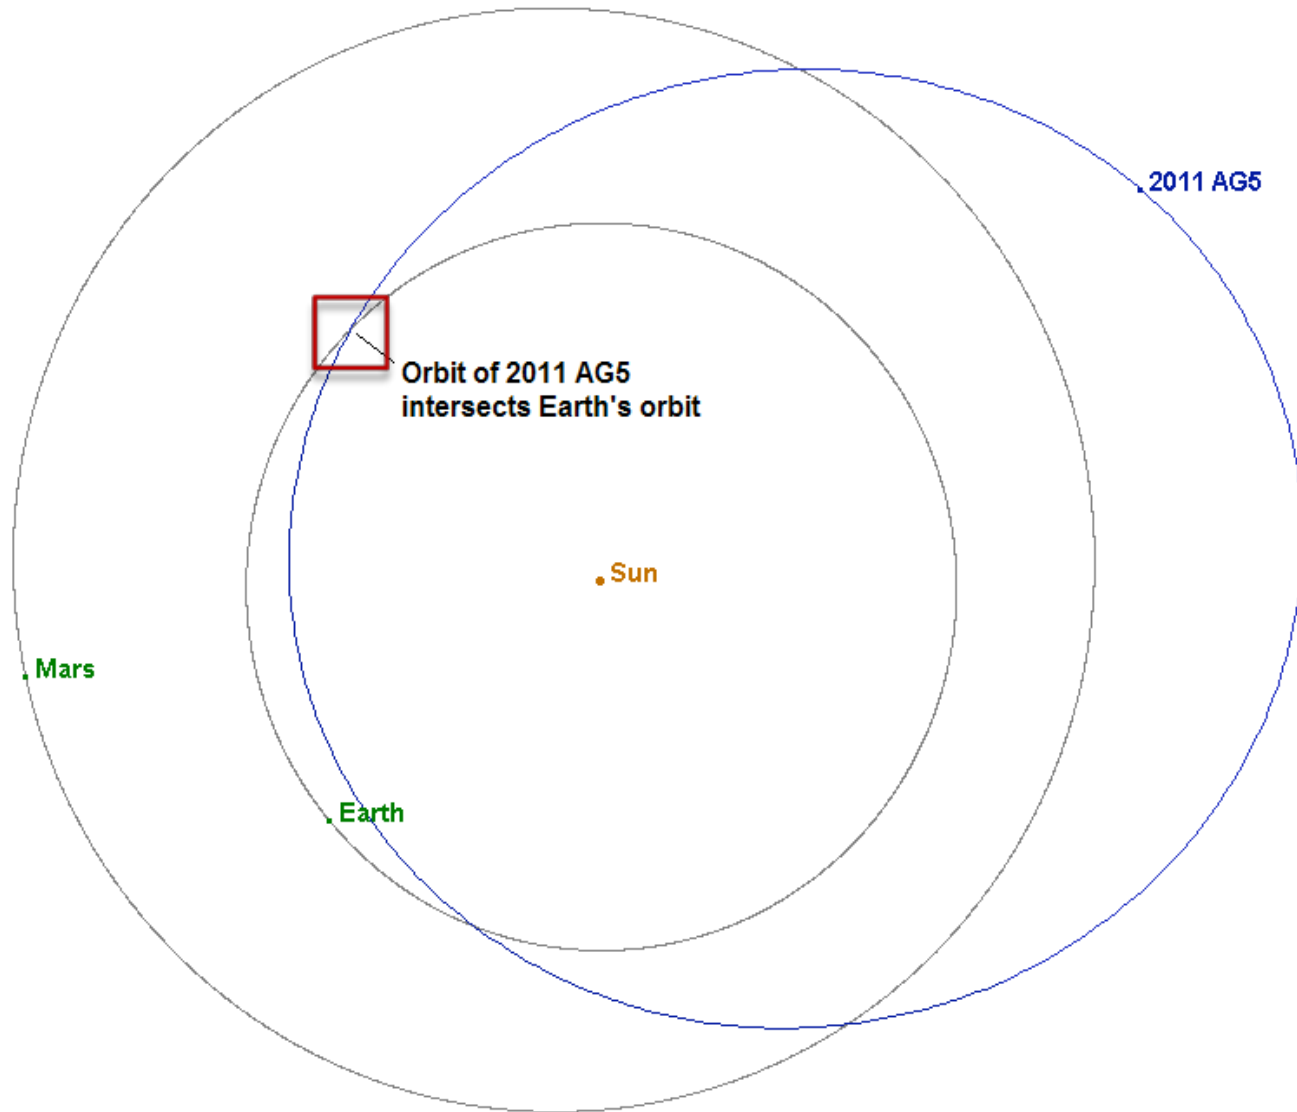 2011 AG5
Orbit of 2011 AG5
intersects Earth's orbit
Sun
Mars
Earth